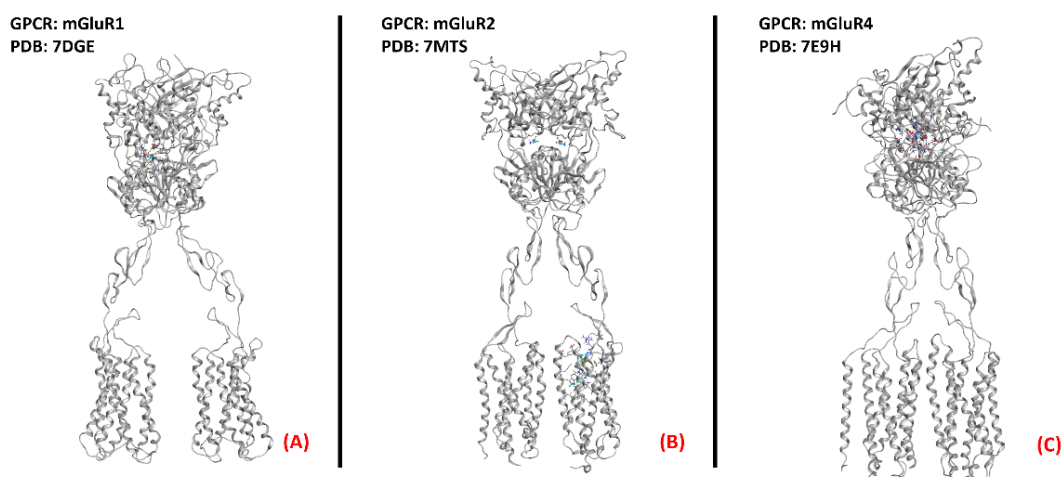 GPCR: mGluR1
PDB: 7DGE
(A)
GPCR: mGluR2
PDB: 7MTS
(B)
GPCR: mGluR4
PDB: 7E9H
(C)